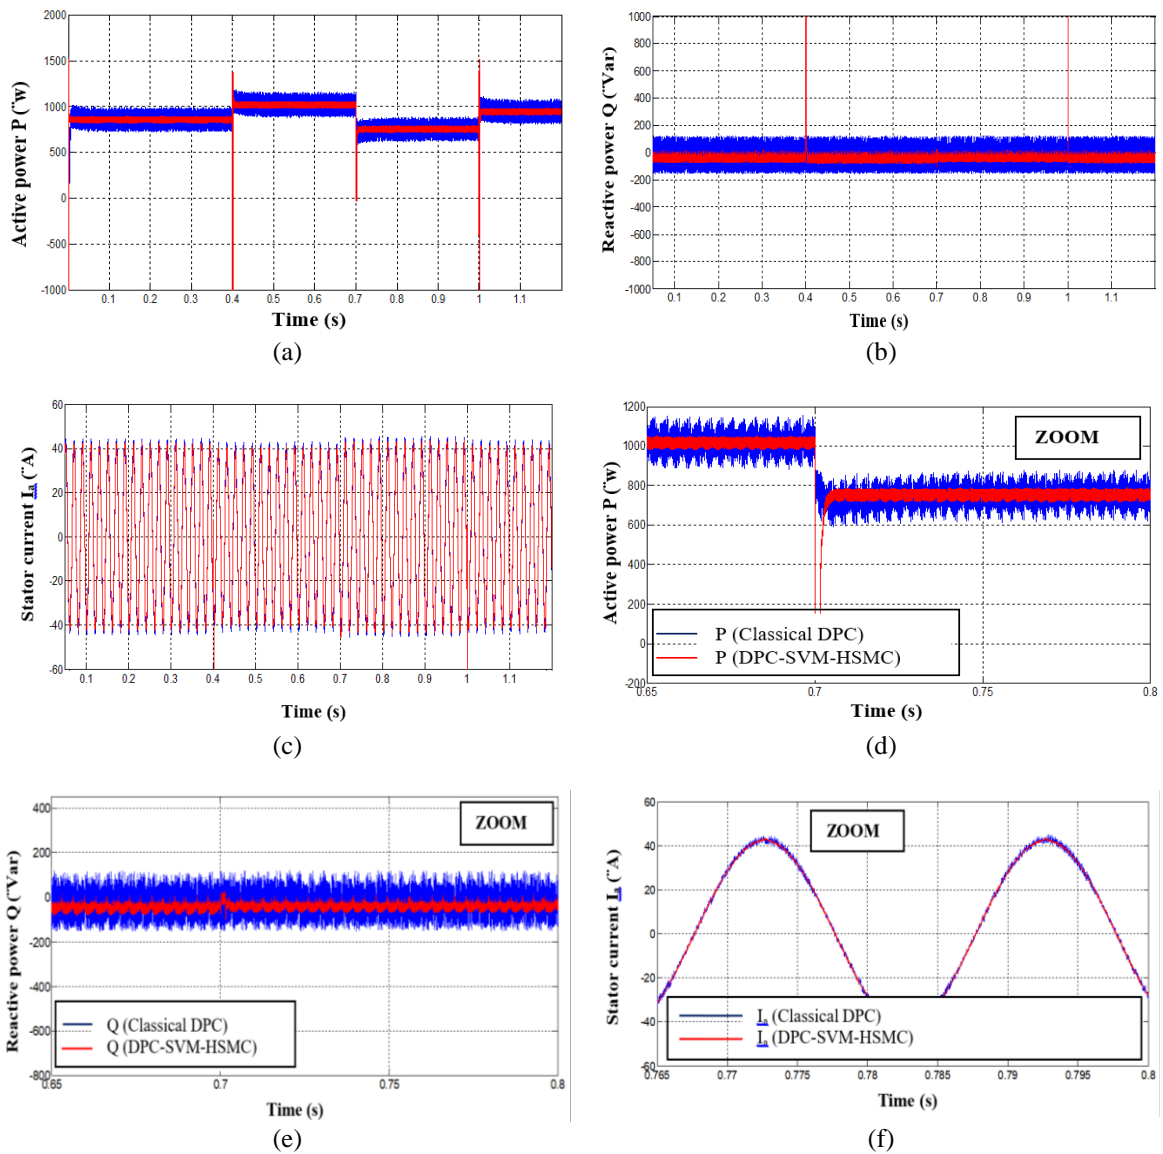 2000
1500
1000
500
0
-500
-1000
Active power P (¨w)
0.1 0.2 0.3 0.4 0.5 0.6 0.7 0.8 0.9 1 1.1
Time (s)
(a)
1000
800
600
400
200
0
-200
-400
-600
-800
-1000
Reactive power Q (¨Var)
0.1 0.2 0.3 0.4 0.5 0.6 0.7 0.8 0.9 1 1.1
Time (s)
(b)
60
40
20
0
-20
-40
-60
Stator current Ia (¨A)
0.1 0.2 0.3 0.4 0.5 0.6 0.7 0.8 0.9 1 1.1
Time (s)
(c)
1200
1000
800
600
400
200
0
-200
Active power P (¨w)
ZOOM
P (Classical DPC)
P (DPC-SVM-HSMC)
0.65 0.7 0.75 0.8
Time (s)
(d)
400
200
0
-200
-400
-600
-800
Reactive power Q (¨Var)
ZOOM
Q (Classical DPC)
Q (DPC-SVM-HSMC)
0.65 0.7 0.75 0.8
Time (s)
(e)
60
40
20
0
-20
-40
-60
Stator current Ia (¨A)
ZOOM
Ia (Classical DPC)
Ia (DPC-SVM-HSMC)
0.765 0.77 0.775 0.78 0.785 0.79 0.795 0.8
Time (s)
(f)